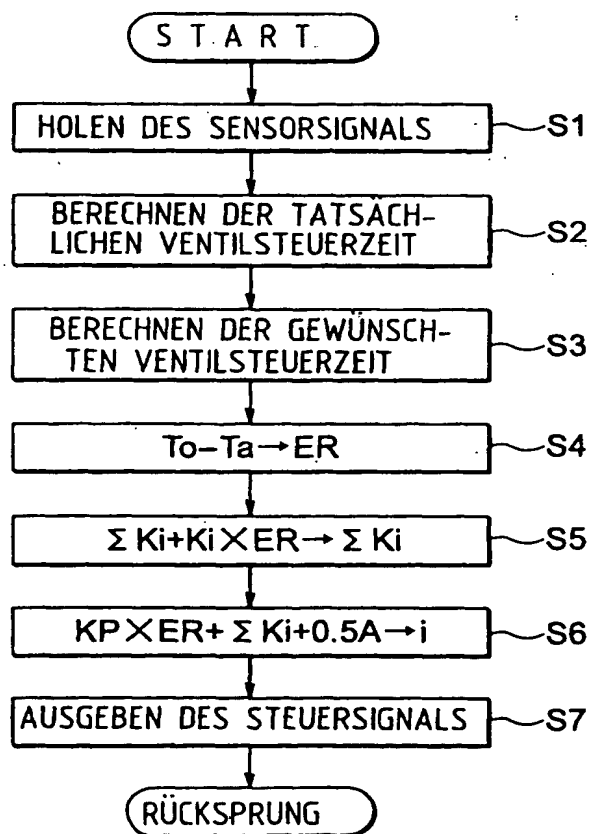 START
HOLEN DES SENSORSIGNALS
S1
BERECHNEN DER TATSÄCH-
LICHEN VENTILSTEUERZEIT
S2
BERECHNEN DER GEWÜNSCH-
TEN VENTILSTEUERZEIT
S3
To–Ta→ER
S4
Σ Ki+Ki×ER→ Σ Ki
S5
KP×ER+ Σ Ki+0.5A→i
S6
AUSGEBEN DES STEUERSIGNALS
S7
RÜCKSPRUNG